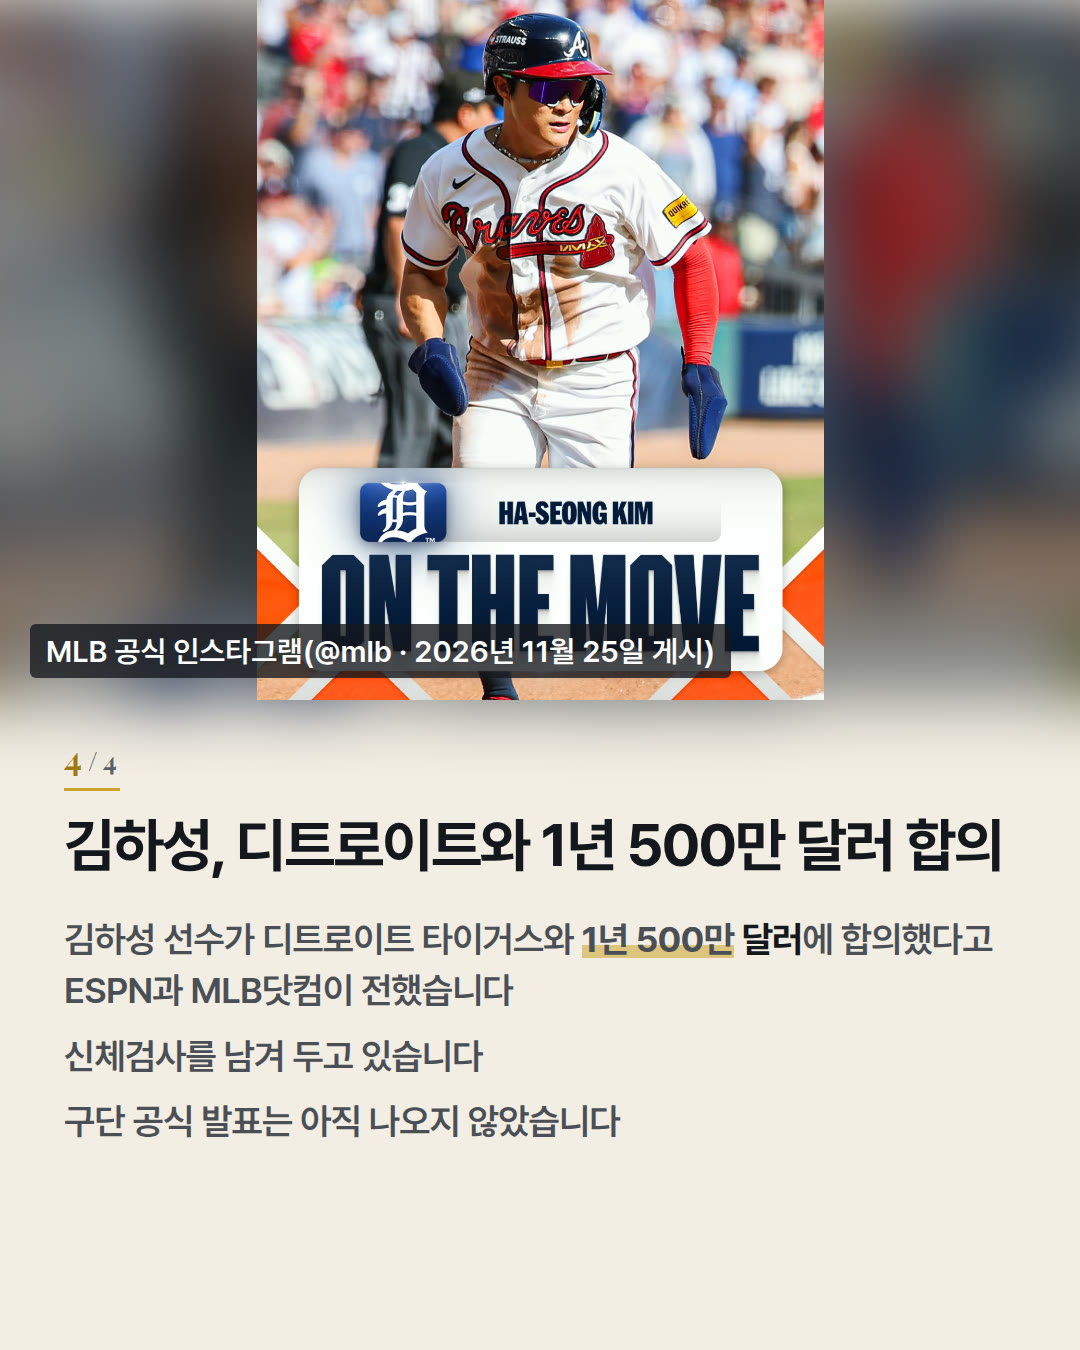 STRAUSS
A
Braves
QUIKRETE
D
TM
HA-SEONG KIM
ON THE MOVE
MLB 공식 인스타그램(@mlb · 2026년 11월 25일 게시)
4 / 4
김하성, 디트로이트와 1년 500만 달러 합의
김하성 선수가 디트로이트 타이거스와 1년 500만 달러에 합의했다고
ESPN과 MLB닷컴이 전했습니다
신체검사를 남겨 두고 있습니다
구단 공식 발표는 아직 나오지 않았습니다